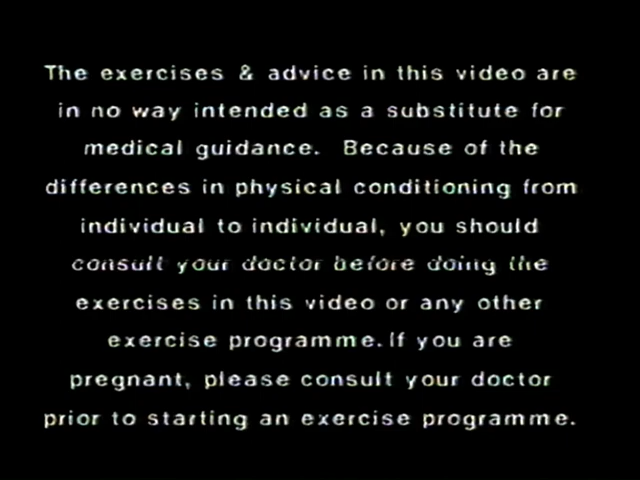 The exercises & advice in this video are
in no way intended as a substitute for
medical guidance. Because of the
differences in physical conditioning from
individual to individual, you should
consult your doctor before doing the
exercises in this video or any other
exercise programme. If you are
pregnant, please consult your doctor
prior to starting an exercise programme.